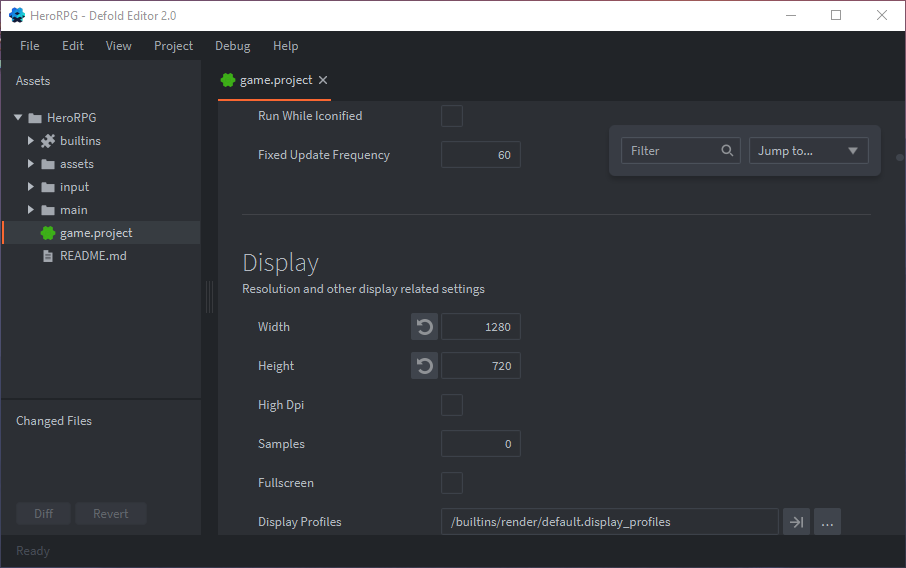 HeroRPG - Defold Editor 2.0
File Edit View Project Debug Help
Assets
HeroRPG
builtins
assets
input
main
game.project
README.md
Changed Files
Diff Revert
Ready
game.project
Run While Iconified
Fixed Update Frequency 60
Filter Jump to...
Display
Resolution and other display related settings
Width 1280
Height 720
High Dpi
Samples 0
Fullscreen
Display Profiles /builtins/render/default.display_profiles ...